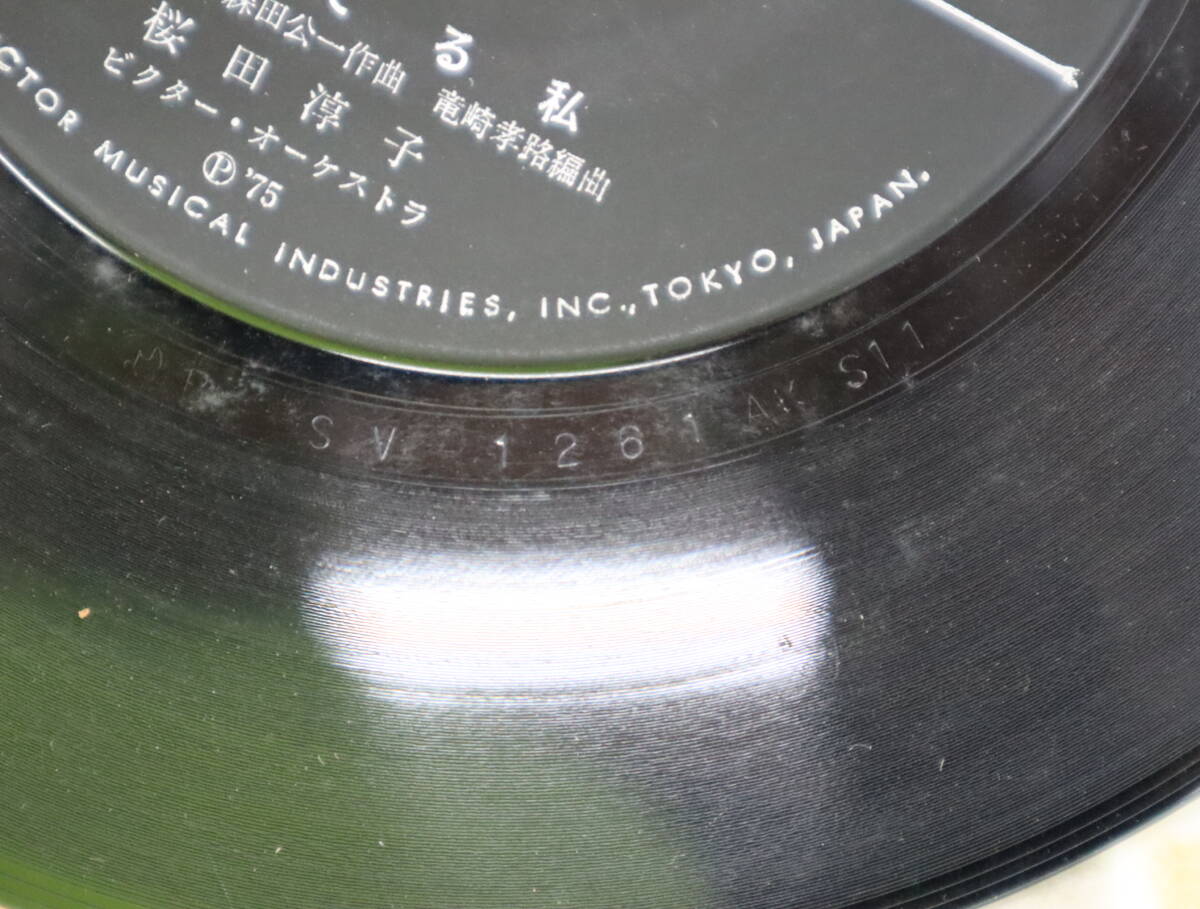 る私
森田公一作曲 竜崎孝路編曲
桜田淳子
ビクター・オーケストラ
Ⓟ '75
CTOR MUSICAL INDUSTRIES, INC., TOKYO, JAPAN.
SV-1261 AK S11